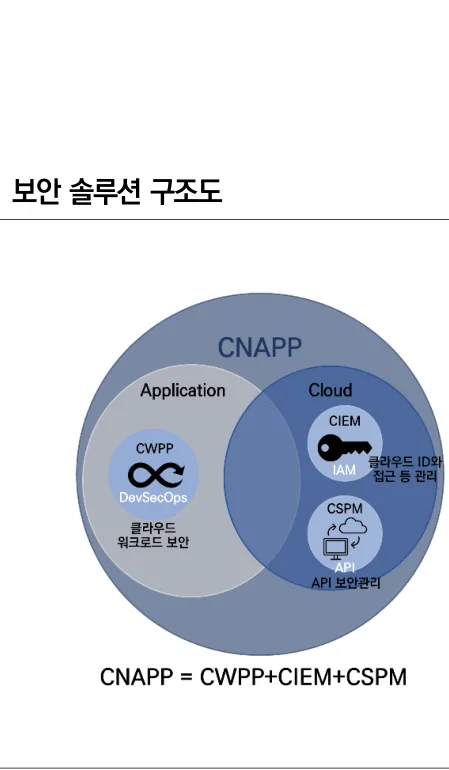 보안 솔루션 구조도
CNAPP
Application
Cloud
CWPP
DevSecOps
클라우드
워크로드 보안
CIEM
IAM
클라우드 ID와
접근 등 관리
CSPM
API
API 보안관리
CNAPP = CWPP+CIEM+CSPM